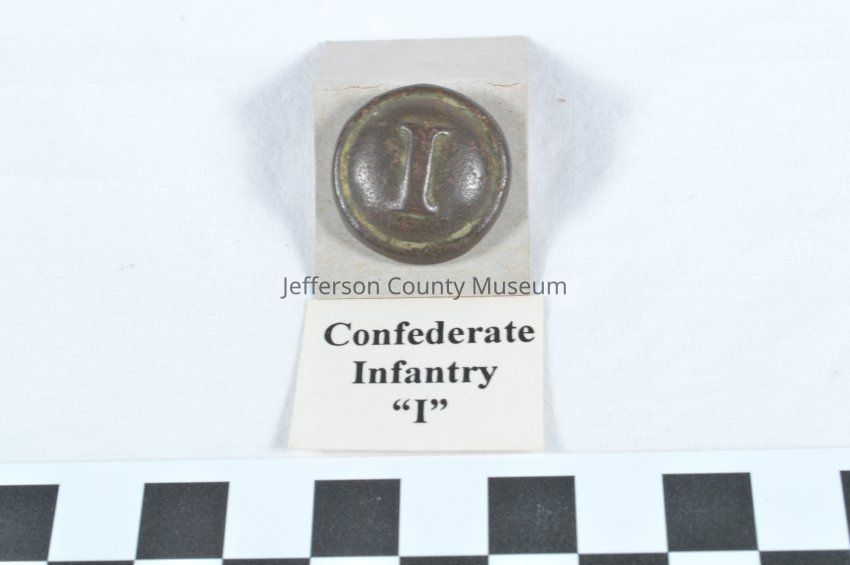 I
Jefferson County Museum
Confederate
Infantry
“I”